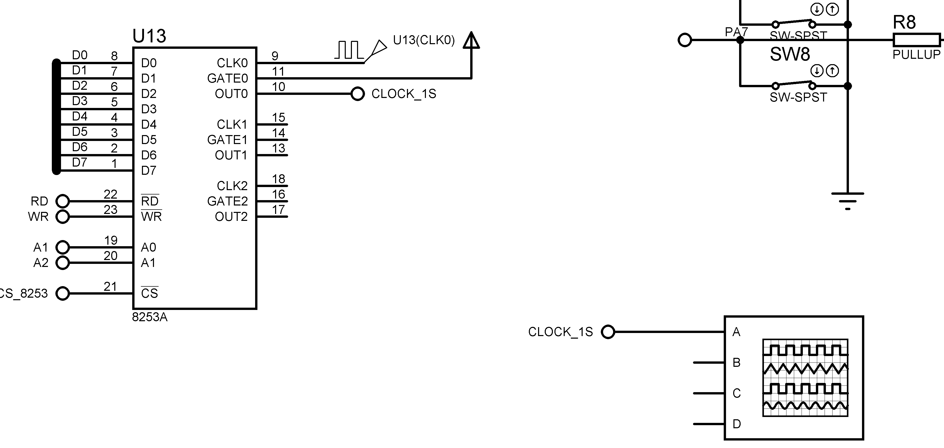 U13
D0 8 D0 CLK0 9 U13(CLK0)
D1 7 D1 GATE0 11
D2 6 D2 OUT0 10 CLOCK_1S
D3 5 D3
D4 4 D4 CLK1 15
D5 3 D5 GATE1 14
D6 2 D6 OUT1 13
D7 1 D7
CLK2 18
RD 22 RD GATE2 16
WR 23 WR OUT2 17
A1 19 A0
A2 20 A1
CS_8253 21 CS
8253A
PA7
SW-SPST
SW8
SW-SPST
R8
PULLUP
CLOCK_1S A
B
C
D